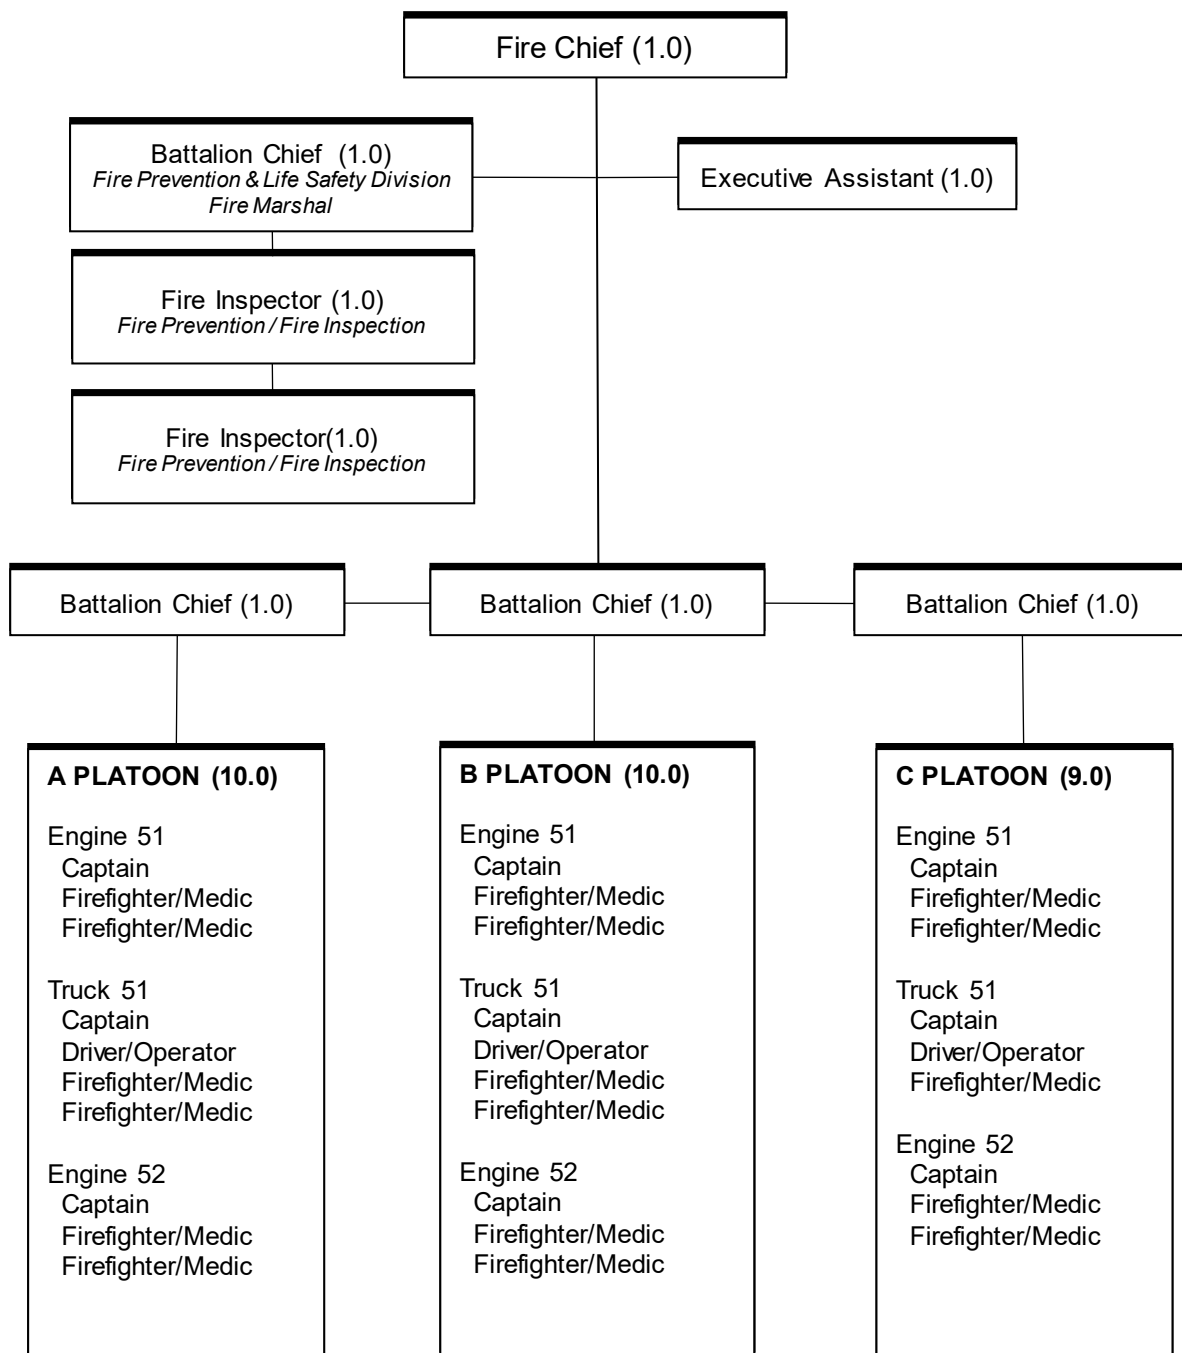 Fire Chief (1.0)
Battalion Chief (1.0)
Fire Prevention & Life Safety Division
Fire Marshal
Executive Assistant (1.0)
Fire Inspector (1.0)
Fire Prevention / Fire Inspection
Fire Inspector(1.0)
Fire Prevention / Fire Inspection
Battalion Chief (1.0)
Battalion Chief (1.0)
Battalion Chief (1.0)
A PLATOON (10.0)
Engine 51
Captain
Firefighter/Medic
Firefighter/Medic
Truck 51
Captain
Driver/Operator
Firefighter/Medic
Firefighter/Medic
Engine 52
Captain
Firefighter/Medic
Firefighter/Medic
B PLATOON (10.0)
Engine 51
Captain
Firefighter/Medic
Firefighter/Medic
Truck 51
Captain
Driver/Operator
Firefighter/Medic
Firefighter/Medic
Engine 52
Captain
Firefighter/Medic
Firefighter/Medic
C PLATOON (9.0)
Engine 51
Captain
Firefighter/Medic
Firefighter/Medic
Truck 51
Captain
Driver/Operator
Firefighter/Medic
Engine 52
Captain
Firefighter/Medic
Firefighter/Medic